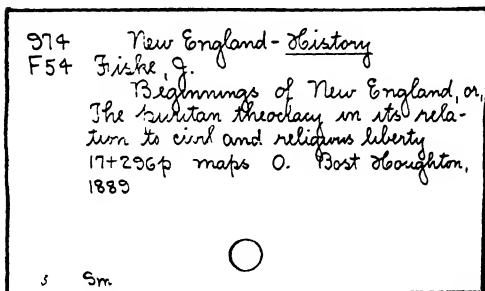 974 New England - History
F54 Fiske, J.
Beginnings of New England, or,
The puritan theocracy in its rela-
tion to civil and religious liberty
17+296p maps O. Bost Houghton,
1889
s Sm